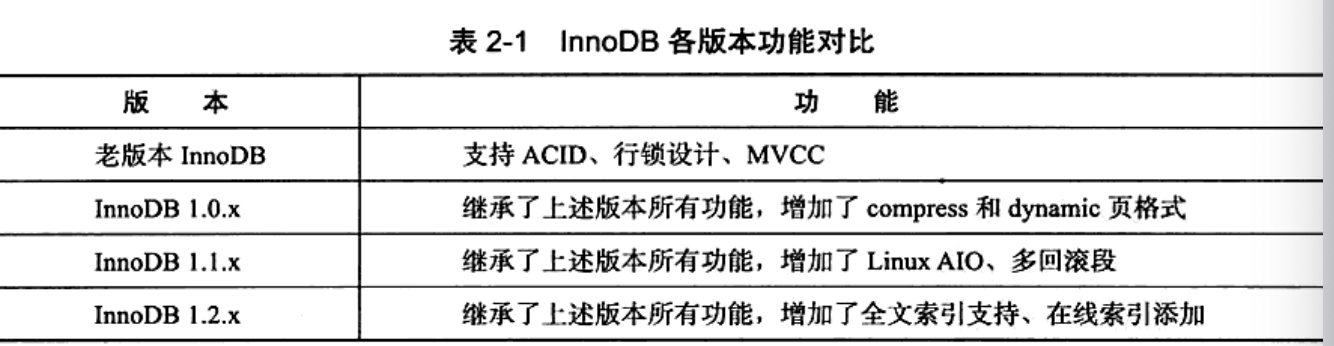 表 2-1 InnoDB 各版本功能对比
版 本 功 能
老版本 InnoDB 支持 ACID、行锁设计、MVCC
InnoDB 1.0.x 继承了上述版本所有功能，增加了 compress 和 dynamic 页格式
InnoDB 1.1.x 继承了上述版本所有功能，增加了 Linux AIO、多回滚段
InnoDB 1.2.x 继承了上述版本所有功能，增加了全文索引支持、在线索引添加